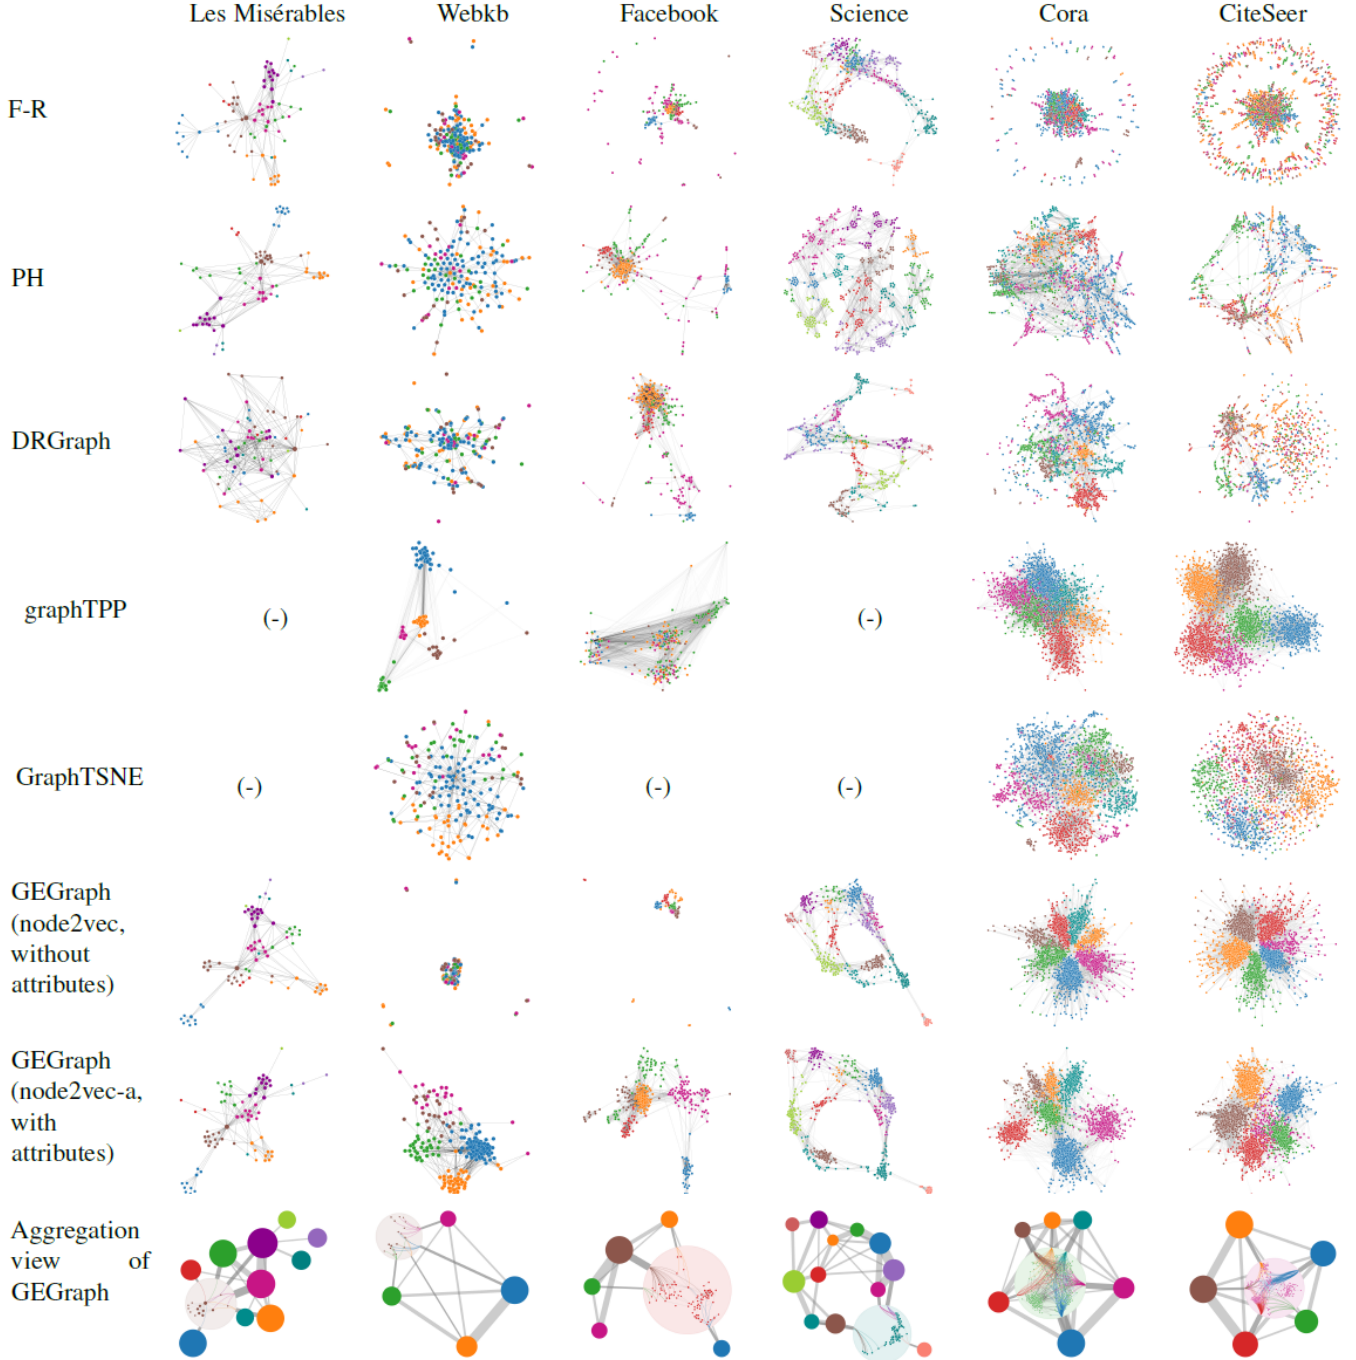 Les Misérables Webkb Facebook Science Cora CiteSeer
F-R
PH
DRGraph
graphTPP (-) (-)
GraphTSNE (-) (-) (-)
GEGraph
(node2vec,
without
attributes)
GEGraph
(node2vec-a,
with
attributes)
Aggregation
view of
GEGraph